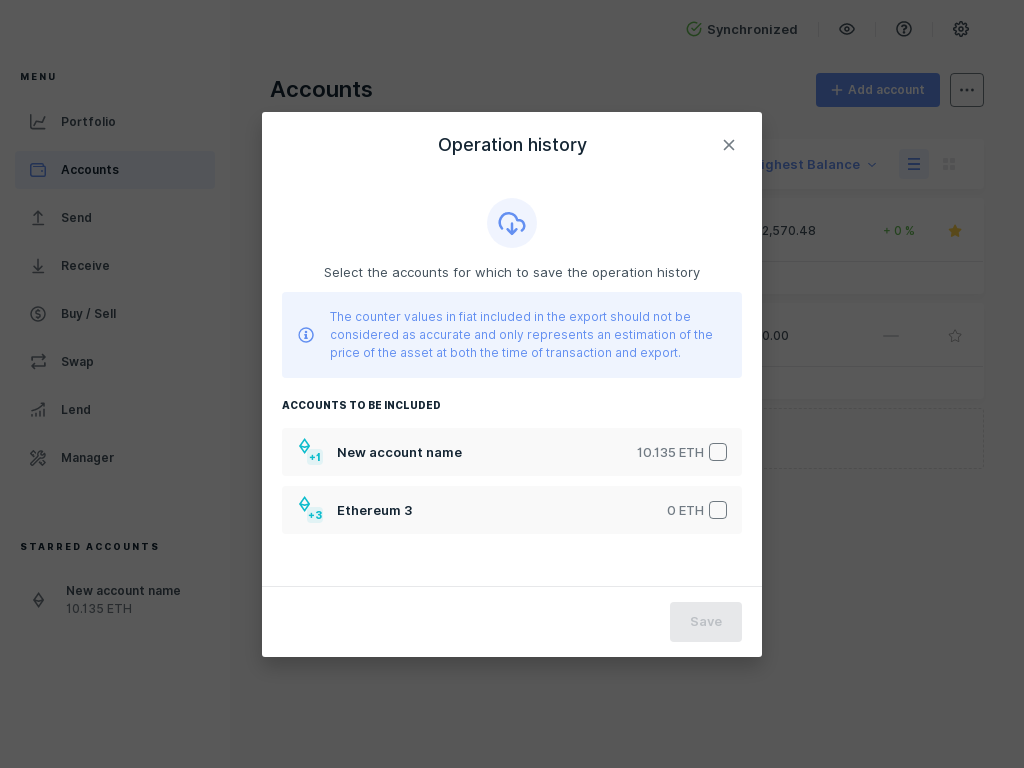 Synchronized
MENU
Accounts
Add account
Portfolio
Operation history
Accounts
ghest Balance
Send
2,570.48
+ 0 %
Receive
Select the accounts for which to save the operation history
Buy / Sell
The counter values in fiat included in the export should not be
considered as accurate and only represents an estimation of the
price of the asset at both the time of transaction and export.
0.00
—
Swap
Lend
ACCOUNTS TO BE INCLUDED
Manager
+1
New account name
10.135 ETH
+3
Ethereum 3
0 ETH
STARRED ACCOUNTS
New account name
10.135 ETH
Save